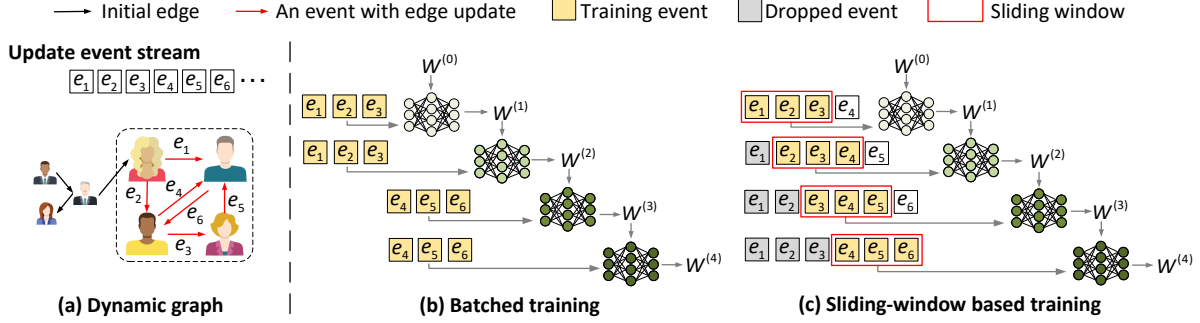 Initial edge An event with edge update Training event Dropped event Sliding window
Update event stream
e1 e2 e3 e4 e5 e6 ...
e1
e2 e4 e6 e5
e3
(a) Dynamic graph
W(0)
e1 e2 e3
W(1)
e1 e2 e3
W(2)
e4 e5 e6
W(3)
e4 e5 e6
W(4)
(b) Batched training
W(0)
e1 e2 e3 e4
W(1)
e1 e2 e3 e4 e5
W(2)
e1 e2 e3 e4 e5 e6
W(3)
e1 e2 e3 e4 e5 e6
W(4)
(c) Sliding-window based training